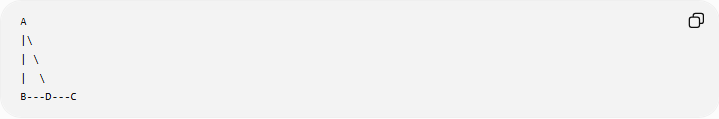 A
|\
| \
|  \
B---D---C